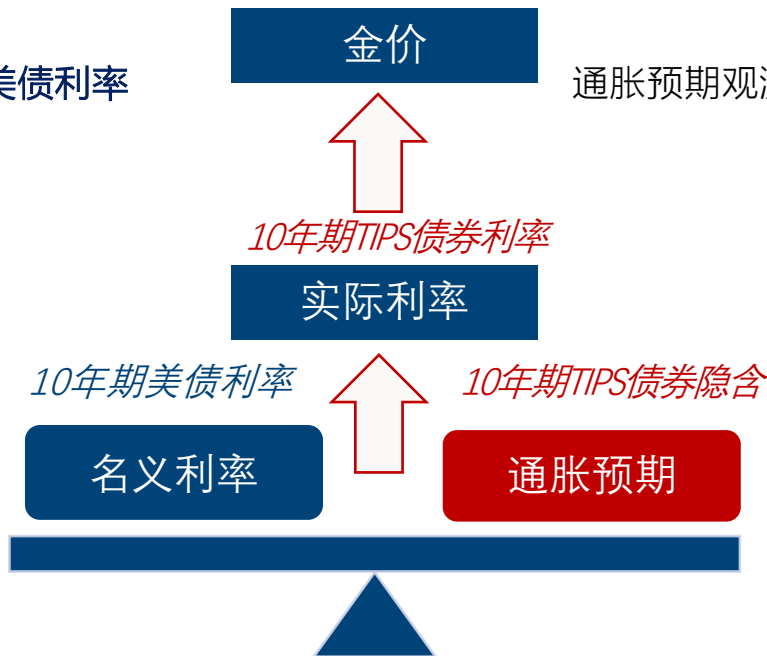 金价
美债利率
通胀预期观测
10年期TIPS债券利率
实际利率
10年期美债利率
10年期TIPS债券隐含
名义利率
通胀预期